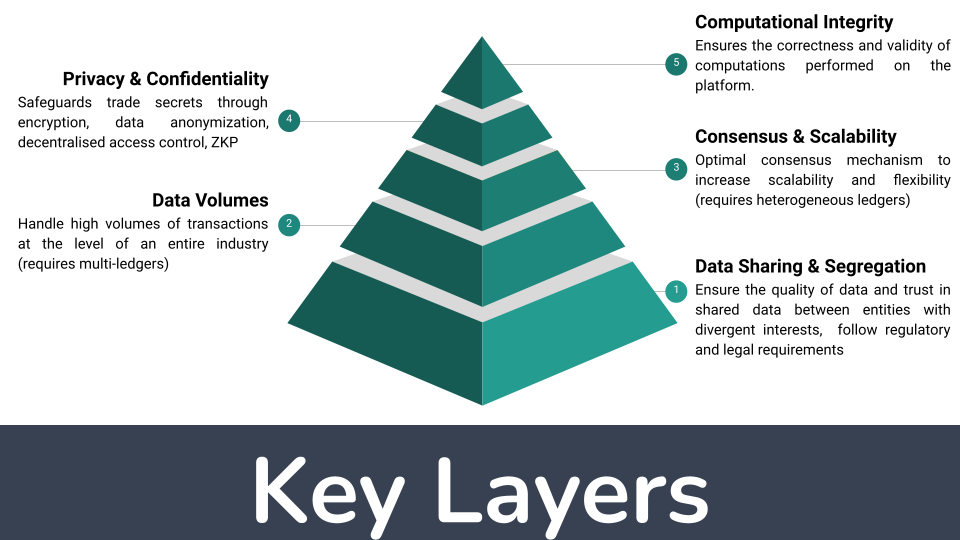 Computational Integrity
Ensures the correctness and validity of
computations performed on the
platform.
5
Privacy & Confidentiality
Safeguards trade secrets through
encryption, data anonymization,
decentralised access control, ZKP
4
Consensus & Scalability
Optimal consensus mechanism to
increase scalability and flexibility
(requires heterogeneous ledgers)
3
Data Volumes
Handle high volumes of transactions
at the level of an entire industry
(requires multi-ledgers)
2
Data Sharing & Segregation
Ensure the quality of data and trust in
shared data between entities with
divergent interests, follow regulatory
and legal requirements
1
Key Layers